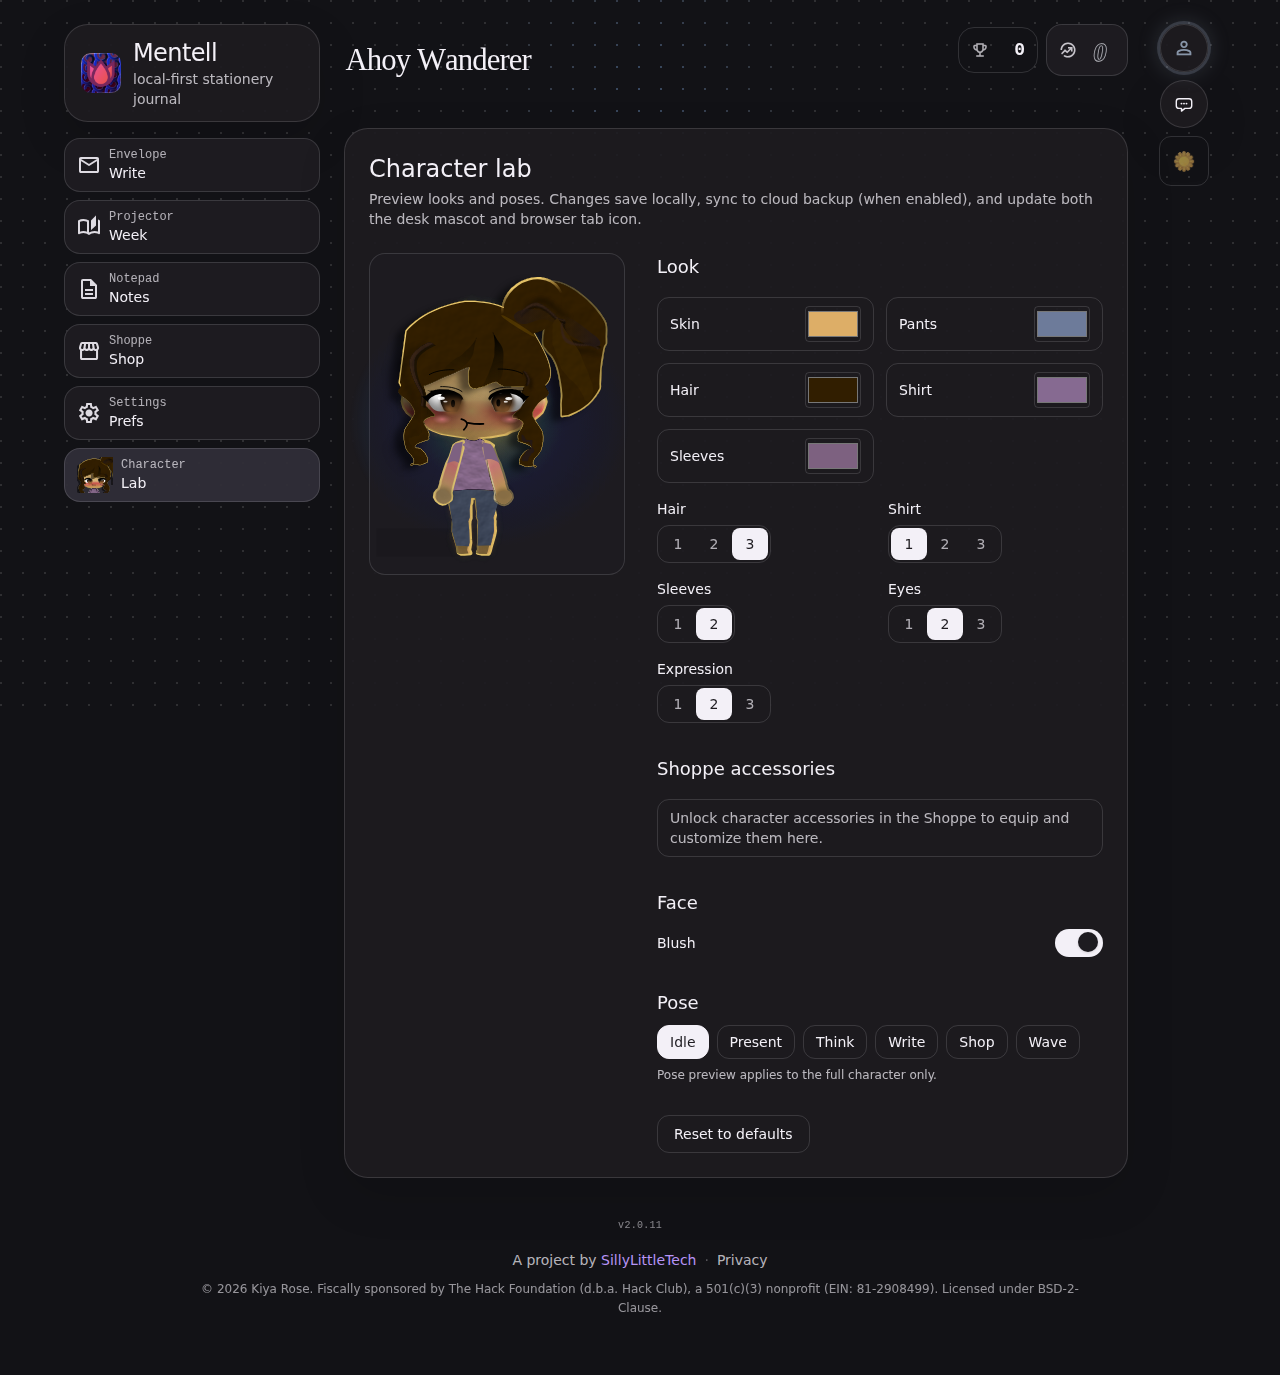 Mentell
local-first stationery
journal
Envelope
Write
Projector
Week
Notepad
Notes
Shoppe
Shop
Settings
Prefs
Character
Lab
Ahoy Wanderer
0
0
Character lab
Preview looks and poses. Changes save locally, sync to cloud backup (when enabled), and update both
the desk mascot and browser tab icon.
Look
Skin
Pants
Hair
Shirt
Sleeves
Hair
1 2 3
Shirt
1 2 3
Sleeves
1 2
Eyes
1 2 3
Expression
1 2 3
Shoppe accessories
Unlock character accessories in the Shoppe to equip and
customize them here.
Face
Blush
Pose
Idle Present Think Write Shop Wave
Pose preview applies to the full character only.
Reset to defaults
v2.0.11
A project by SillyLittleTech · Privacy
© 2026 Kiya Rose. Fiscally sponsored by The Hack Foundation (d.b.a. Hack Club), a 501(c)(3) nonprofit (EIN: 81-2908499). Licensed under BSD-2-
Clause.